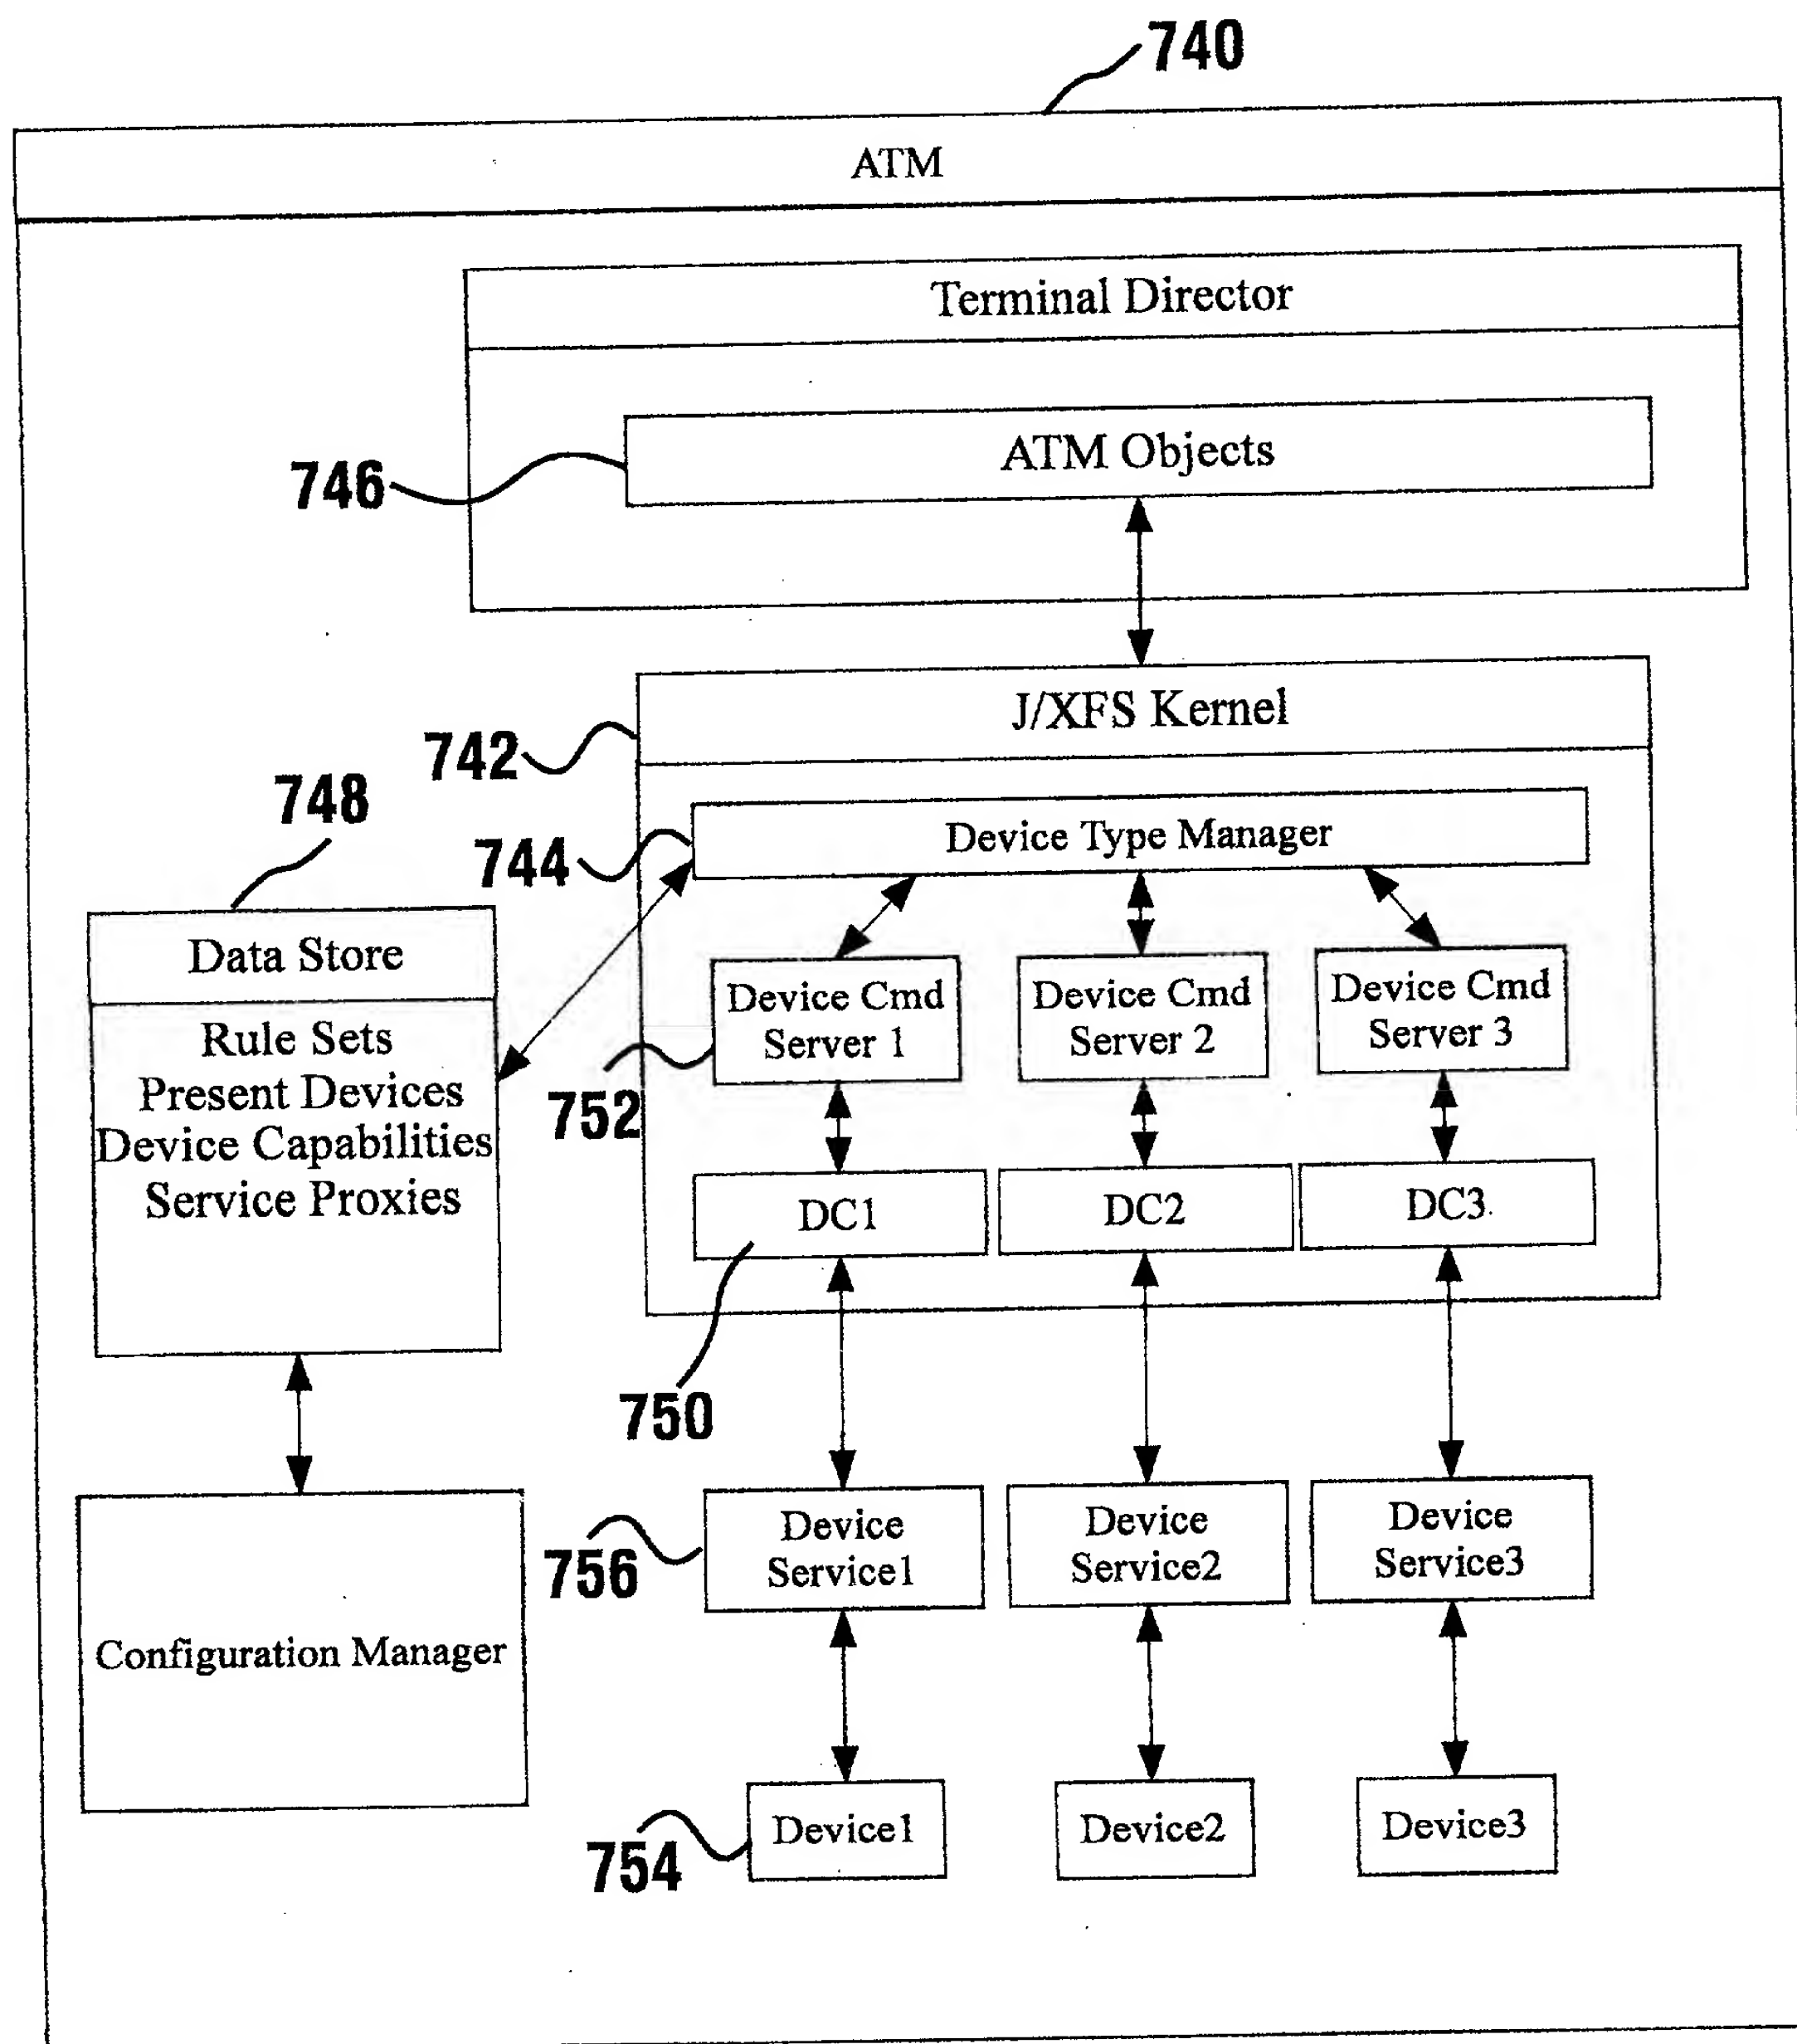 740
ATM
Terminal Director
ATM Objects
746
J/XFS Kernel
742
748
Device Type Manager
744
Data Store
Rule Sets
Present Devices
Device Capabilities
Service Proxies
Device Cmd
Server 1
Device Cmd
Server 2
Device Cmd
Server 3
752
DC1
DC2
DC3
750
Device
Service1
Device
Service2
Device
Service3
756
Configuration Manager
Device1
Device2
Device3
754